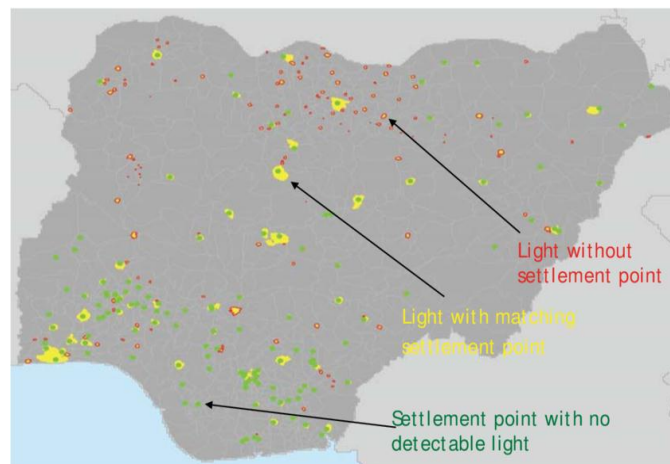 Light without
settlement point
Light with matching
settlement point
Settlement point with no
detectable light